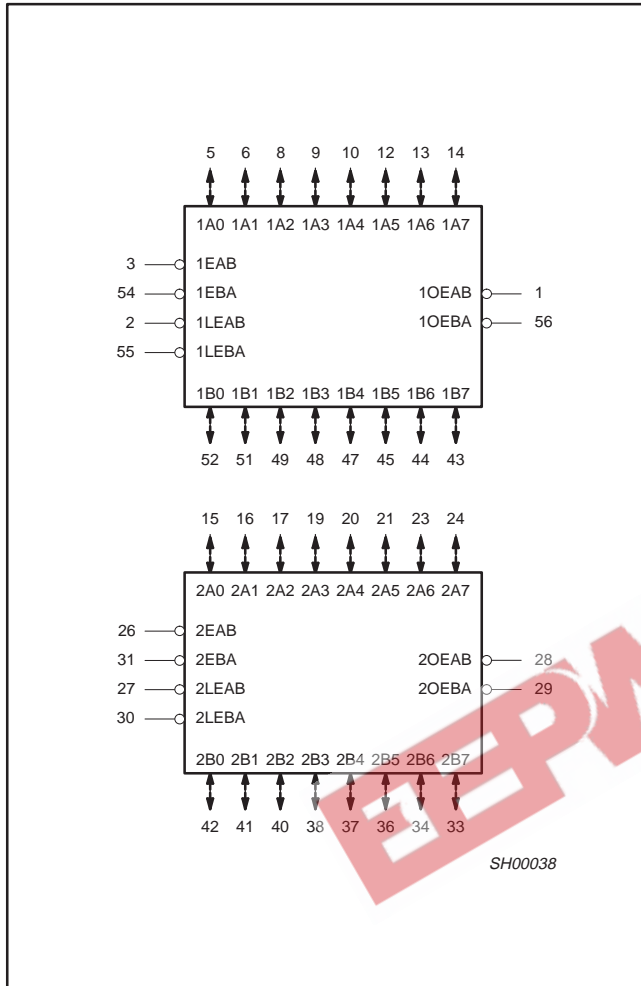 5 6 8 9 10 12 13 14
1A0 1A1 1A2 1A3 1A4 1A5 1A6 1A7
3 1EAB
54 1EBA 1OEAB 1
2 1LEAB 1OEBA 56
55 1LEBA
1B0 1B1 1B2 1B3 1B4 1B5 1B6 1B7
52 51 49 48 47 45 44 43
15 16 17 19 20 21 23 24
2A0 2A1 2A2 2A3 2A4 2A5 2A6 2A7
26 2EAB
31 2EBA 2OEAB 28
27 2LEAB 2OEBA 29
30 2LEBA
2B0 2B1 2B2 2B3 2B4 2B5 2B6 2B7
42 41 40 38 37 36 34 33
SH00038